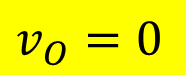 v_O = 0